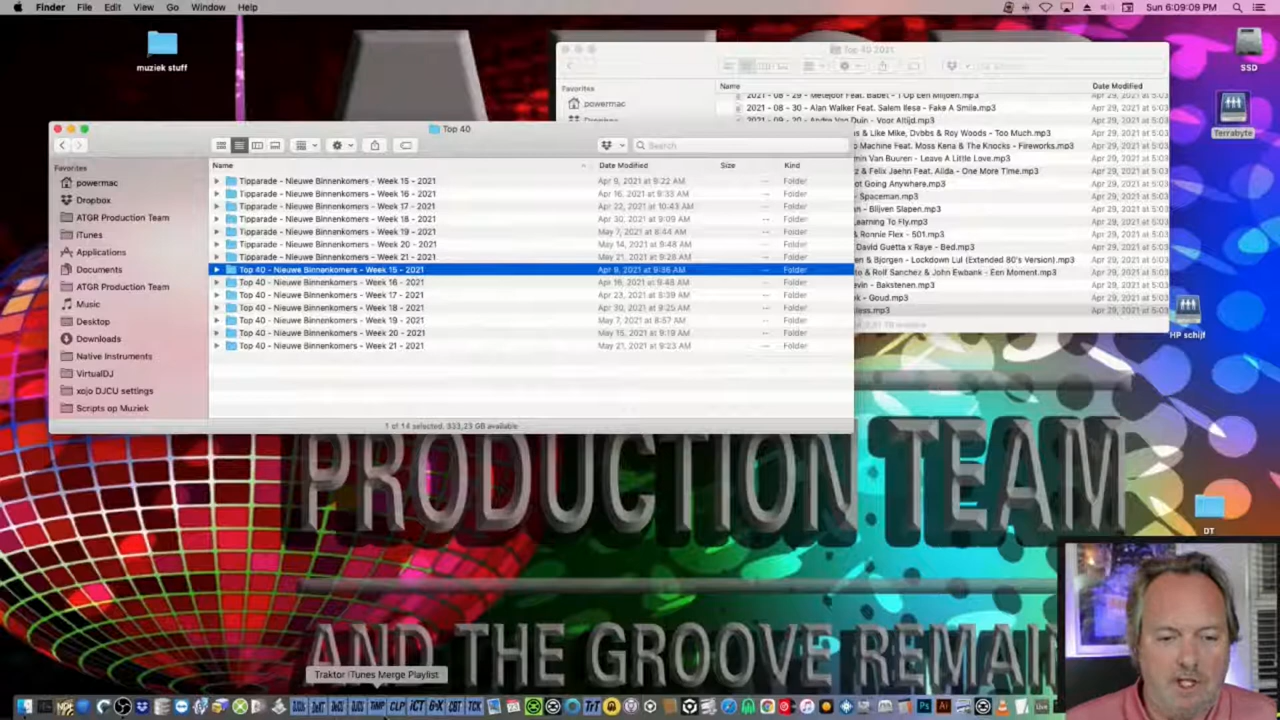 Finder File Edit View Go Window Help
Sun 6:09:09 PM
muziek stuff
SSD
Terrabyte
HP schijf
DT
Top 40 2021
Favorites
powermac
Name
Date Modified
2021 - 08 - 30 - Alan Walker Feat. Salem Ilese - Fake A Smile.mp3
& Like Mike, Dvbbs & Roy Woods - Too Much.mp3
o Machine Feat. Moss Kena & The Knocks - Fireworks.mp3
min Van Buuren - Leave A Little Love.mp3
z & Felix Jaehn Feat. Alida - One More Time.mp3
ot Going Anywhere.mp3
- Spaceman.mp3
- Blijven Slapen.mp3
Learning To Fly.mp3
& Ronnie Flex - 501.mp3
David Guetta x Raye - Bed.mp3
en & Bjorgen - Lockdown Lul (Extended 80's Version).mp3
to & Rolf Sanchez & John Ewbank - Een Moment.mp3
evin - Bakstenen.mp3
k - Goud.mp3
less.mp3
Top 40
Search
Favorites
powermac
Dropbox
ATGR Production Team
iTunes
Applications
Documents
ATGR Production Team
Music
Desktop
Downloads
Native Instruments
VirtualDJ
xojo DJCU settings
Scripts op Muziek
Name Date Modified Size Kind
Tipparade - Nieuwe Binnenkomers - Week 15 - 2021 Apr 9, 2021 at 9:22 AM -- Folder
Tipparade - Nieuwe Binnenkomers - Week 16 - 2021 Apr 16, 2021 at 9:33 AM -- Folder
Tipparade - Nieuwe Binnenkomers - Week 17 - 2021 Apr 22, 2021 at 10:43 AM -- Folder
Tipparade - Nieuwe Binnenkomers - Week 18 - 2021 Apr 30, 2021 at 9:09 AM -- Folder
Tipparade - Nieuwe Binnenkomers - Week 19 - 2021 May 7, 2021 at 8:44 AM -- Folder
Tipparade - Nieuwe Binnenkomers - Week 20 - 2021 May 14, 2021 at 9:48 AM -- Folder
Tipparade - Nieuwe Binnenkomers - Week 21 - 2021 May 21, 2021 at 8:29 AM -- Folder
Top 40 - Nieuwe Binnenkomers - Week 15 - 2021 Apr 9, 2021 at 9:36 AM -- Folder
Top 40 - Nieuwe Binnenkomers - Week 16 - 2021 Apr 16, 2021 at 9:48 AM -- Folder
Top 40 - Nieuwe Binnenkomers - Week 17 - 2021 Apr 23, 2021 at 8:39 AM -- Folder
Top 40 - Nieuwe Binnenkomers - Week 18 - 2021 Apr 30, 2021 at 9:25 AM -- Folder
Top 40 - Nieuwe Binnenkomers - Week 19 - 2021 May 7, 2021 at 8:57 AM -- Folder
Top 40 - Nieuwe Binnenkomers - Week 20 - 2021 May 15, 2021 at 9:19 AM -- Folder
Top 40 - Nieuwe Binnenkomers - Week 21 - 2021 May 21, 2021 at 9:23 AM -- Folder
1 of 14 selected, 333,23 GB available
PRODUCTION TEAM
AND THE GROOVE REMAIN
Traktor iTunes Merge Playlist